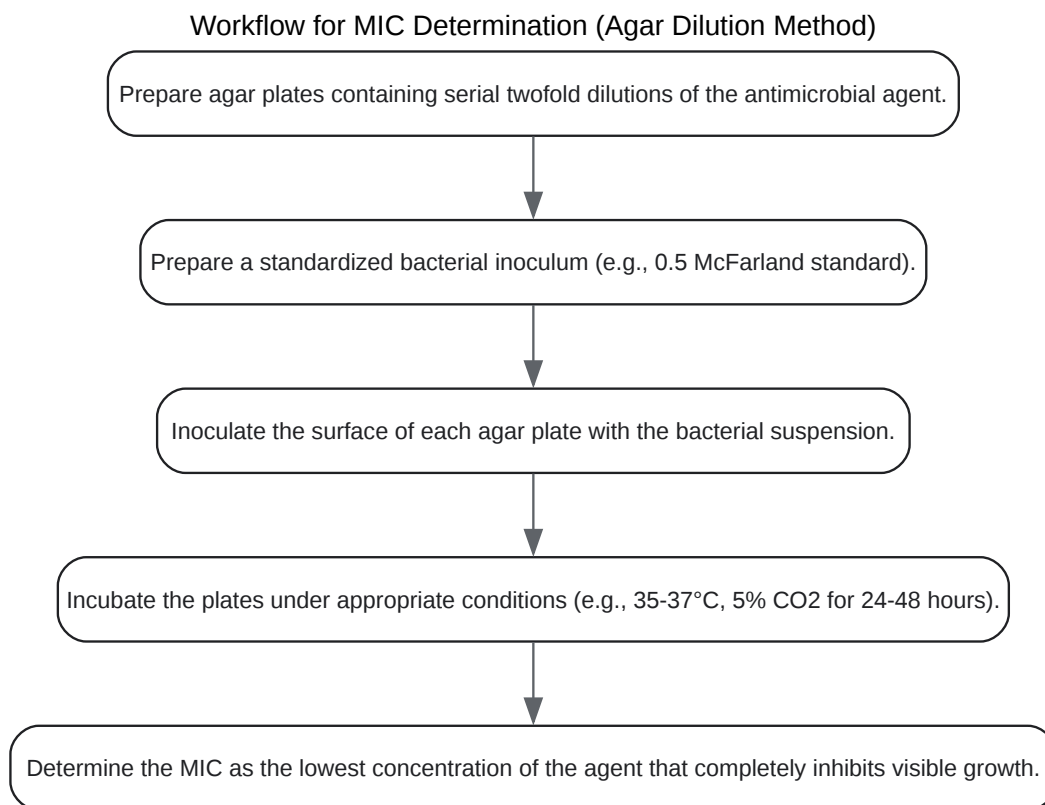 Workflow for MIC Determination (Agar Dilution Method)
Prepare agar plates containing serial twofold dilutions of the antimicrobial agent.
Prepare a standardized bacterial inoculum (e.g., 0.5 McFarland standard).
Inoculate the surface of each agar plate with the bacterial suspension.
Incubate the plates under appropriate conditions (e.g., 35-37°C, 5% CO2 for 24-48 hours).
Determine the MIC as the lowest concentration of the agent that completely inhibits visible growth.